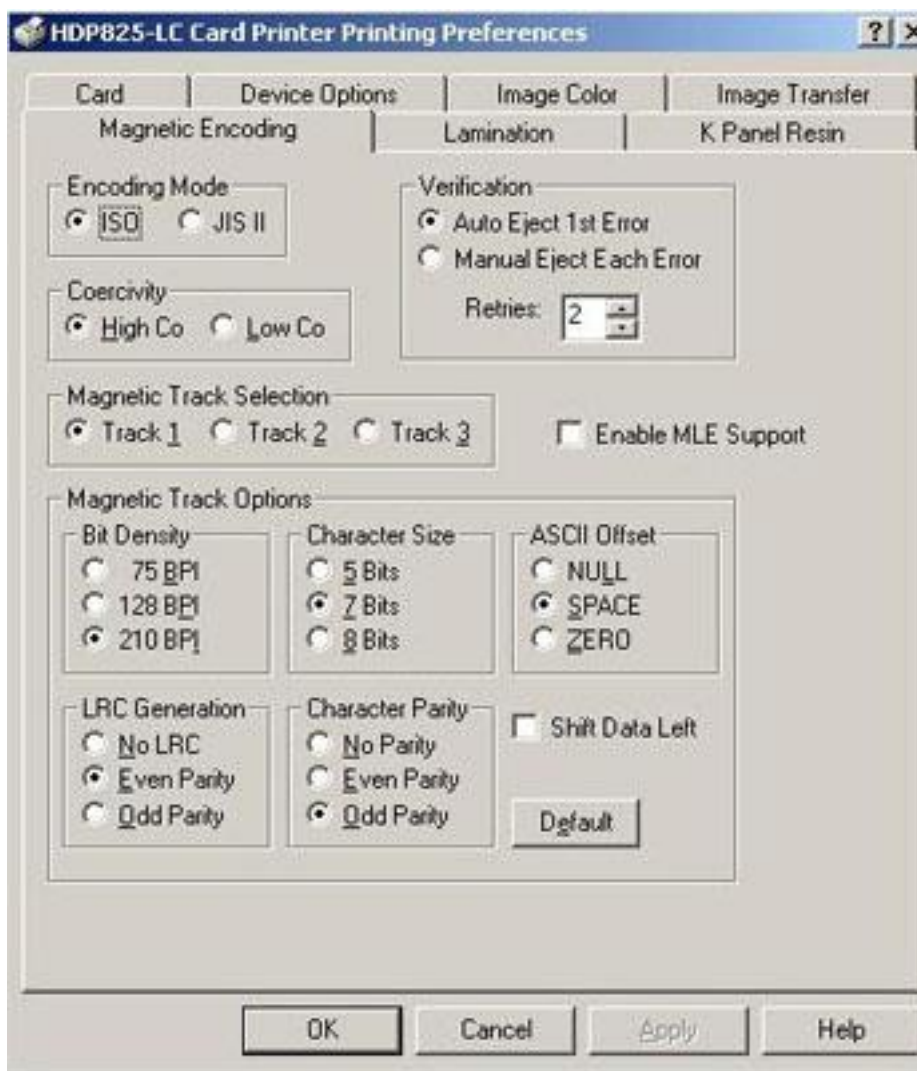 HDP825-LC Card Printer Printing Preferences
Card Device Options Image Color Image Transfer
Magnetic Encoding Lamination K Panel Resin
Encoding Mode
ISO JIS II
Verification
Auto Eject 1st Error
Manual Eject Each Error
Retries: 2
Coercivity
High Co Low Co
Magnetic Track Selection
Track 1 Track 2 Track 3
Enable MLE Support
Magnetic Track Options
Bit Density
75 BPI
128 BPI
210 BPI
Character Size
5 Bits
7 Bits
8 Bits
ASCII Offset
NULL
SPACE
ZERO
LRC Generation
No LRC
Even Parity
Odd Parity
Character Parity
No Parity
Even Parity
Odd Parity
Shift Data Left
Default
OK Cancel Apply Help